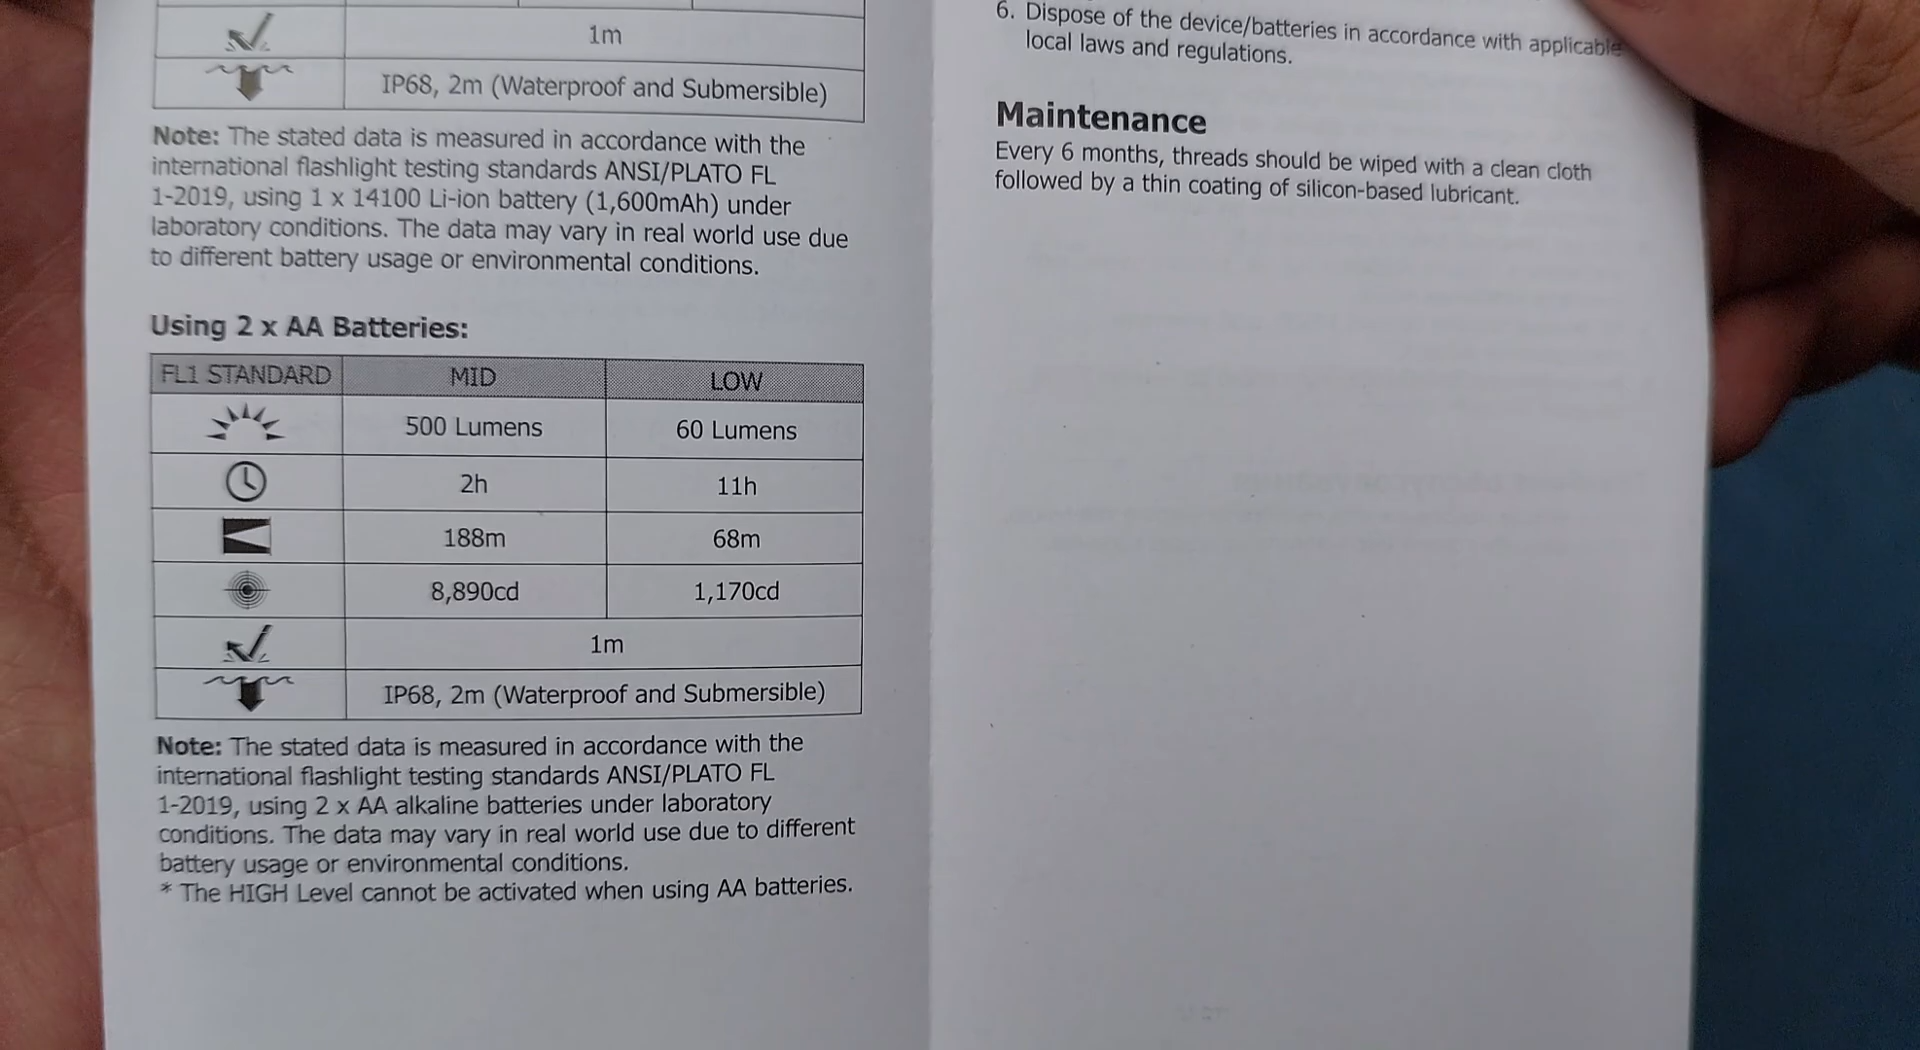 1m
IP68, 2m (Waterproof and Submersible)
Note: The stated data is measured in accordance with the
international flashlight testing standards ANSI/PLATO FL
1-2019, using 1 x 14100 Li-ion battery (1,600mAh) under
laboratory conditions. The data may vary in real world use due
to different battery usage or environmental conditions.
Using 2 x AA Batteries:
FL1 STANDARD MID LOW
500 Lumens 60 Lumens
2h 11h
188m 68m
8,890cd 1,170cd
1m
IP68, 2m (Waterproof and Submersible)
Note: The stated data is measured in accordance with the
international flashlight testing standards ANSI/PLATO FL
1-2019, using 2 x AA alkaline batteries under laboratory
conditions. The data may vary in real world use due to different
battery usage or environmental conditions.
* The HIGH Level cannot be activated when using AA batteries.
6. Dispose of the device/batteries in accordance with applicable
local laws and regulations.
Maintenance
Every 6 months, threads should be wiped with a clean cloth
followed by a thin coating of silicon-based lubricant.